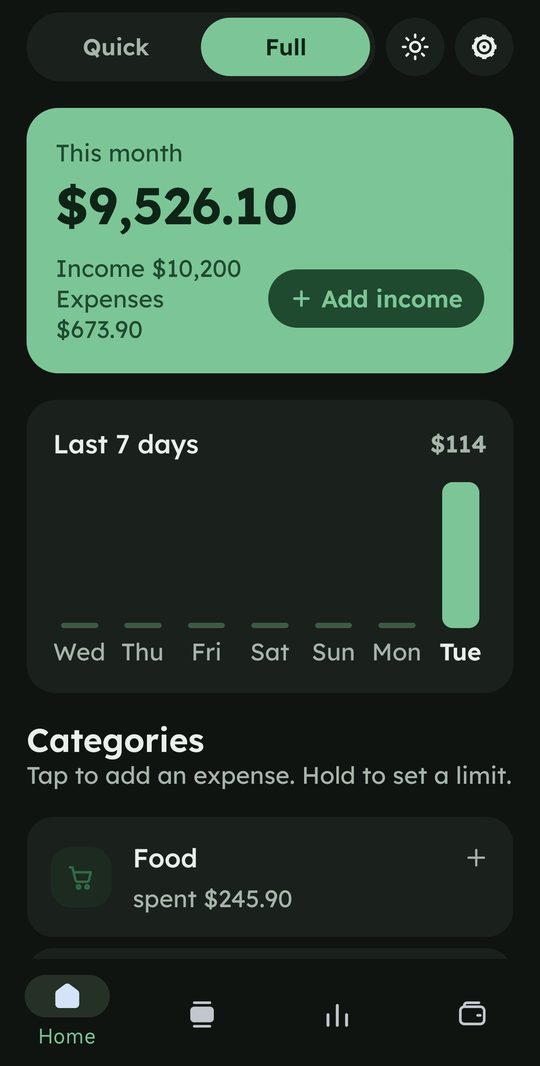 Quick Full
This month
$9,526.10
Income $10,200
Expenses
$673.90
+ Add income
Last 7 days $114
Wed Thu Fri Sat Sun Mon Tue
Categories
Tap to add an expense. Hold to set a limit.
Food
spent $245.90
Home